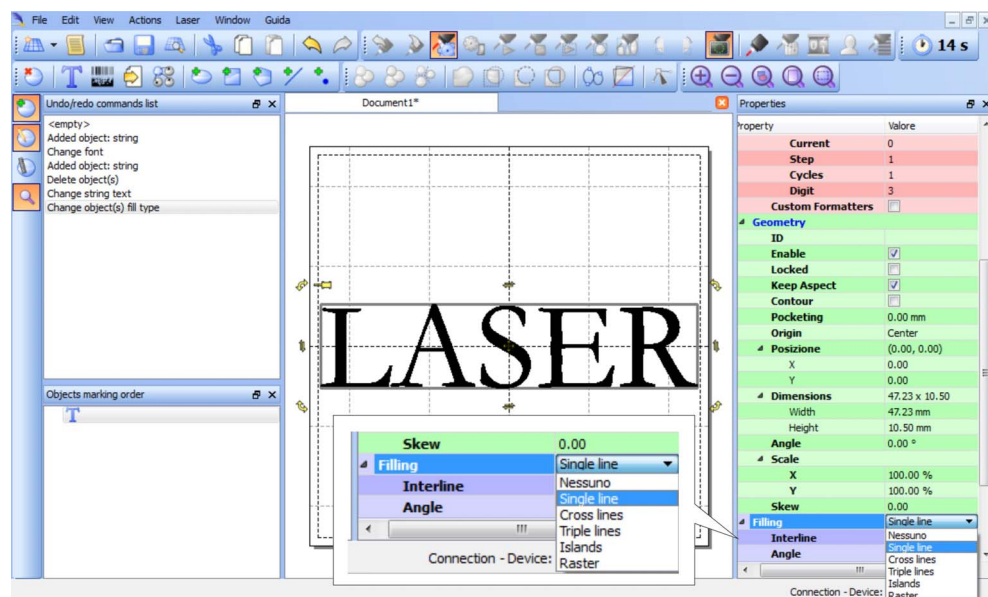 File Edit View Actions Laser Window Guida
14 s
Undo/redo commands list
<empty>
Added object: string
Change font
Added object: string
Delete object(s)
Change string text
Change object(s) fill type
Objects marking order
T
Document1*
LASER
Skew 0.00
Filling Single line
Interline Nessuno
Single line
Angle Cross lines
Triple lines
Islands
Connection - Device: Raster
Properties
Property Valore
Current 0
Step 1
Cycles 1
Digit 3
Custom Formatters
Geometry
ID
Enable
Locked
Keep Aspect
Contour
Pocketing 0.00 mm
Origin Center
Posizione (0.00, 0.00)
X 0.00
Y 0.00
Dimensions 47.23 x 10.50
Width 47.23 mm
Height 10.50 mm
Angle 0.00 °
Scale
X 100.00 %
Y 100.00 %
Skew 0.00
Filling Single line
Interline Nessuno
Single line
Angle Cross lines
Triple lines
Islands
Connection - Device: Raster